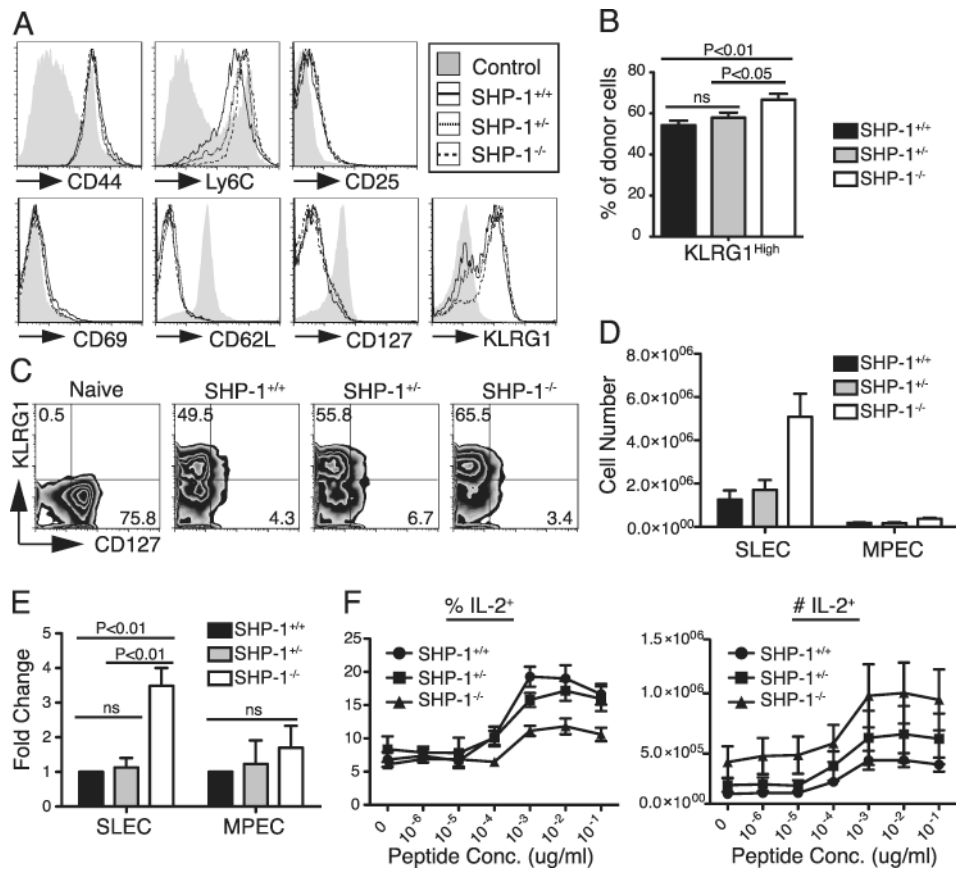 A
Control
SHP-1+/+
SHP-1+/-
SHP-1-/-
CD44
Ly6C
CD25
CD69
CD62L
CD127
KLRG1
B
P<0.01
P<0.05
ns
% of donor cells
80
60
40
20
0
KLRG1High
SHP-1+/+
SHP-1+/-
SHP-1-/-
C
Naive
SHP-1+/+
SHP-1+/-
SHP-1-/-
0.5
49.5
55.8
65.5
75.8
4.3
6.7
3.4
KLRG1
CD127
D
Cell Number
8.0×10^06
6.0×10^06
4.0×10^06
2.0×10^06
0.0×10^00
SHP-1+/+
SHP-1+/-
SHP-1-/-
SLEC MPEC
E
Fold Change
5
4
3
2
1
0
P<0.01
P<0.01
ns
ns
SHP-1+/+
SHP-1+/-
SHP-1-/-
SLEC MPEC
F
% IL-2+
25
20
15
10
5
0
SHP-1+/+
SHP-1+/-
SHP-1-/-
0 10^-6 10^-5 10^-4 10^-3 10^-2 10^-1
Peptide Conc. (ug/ml)
# IL-2+
1.5×10^06
1.0×10^06
5.0×10^05
0.0×10^00
SHP-1+/+
SHP-1+/-
SHP-1-/-
0 10^-6 10^-5 10^-4 10^-3 10^-2 10^-1
Peptide Conc. (ug/ml)